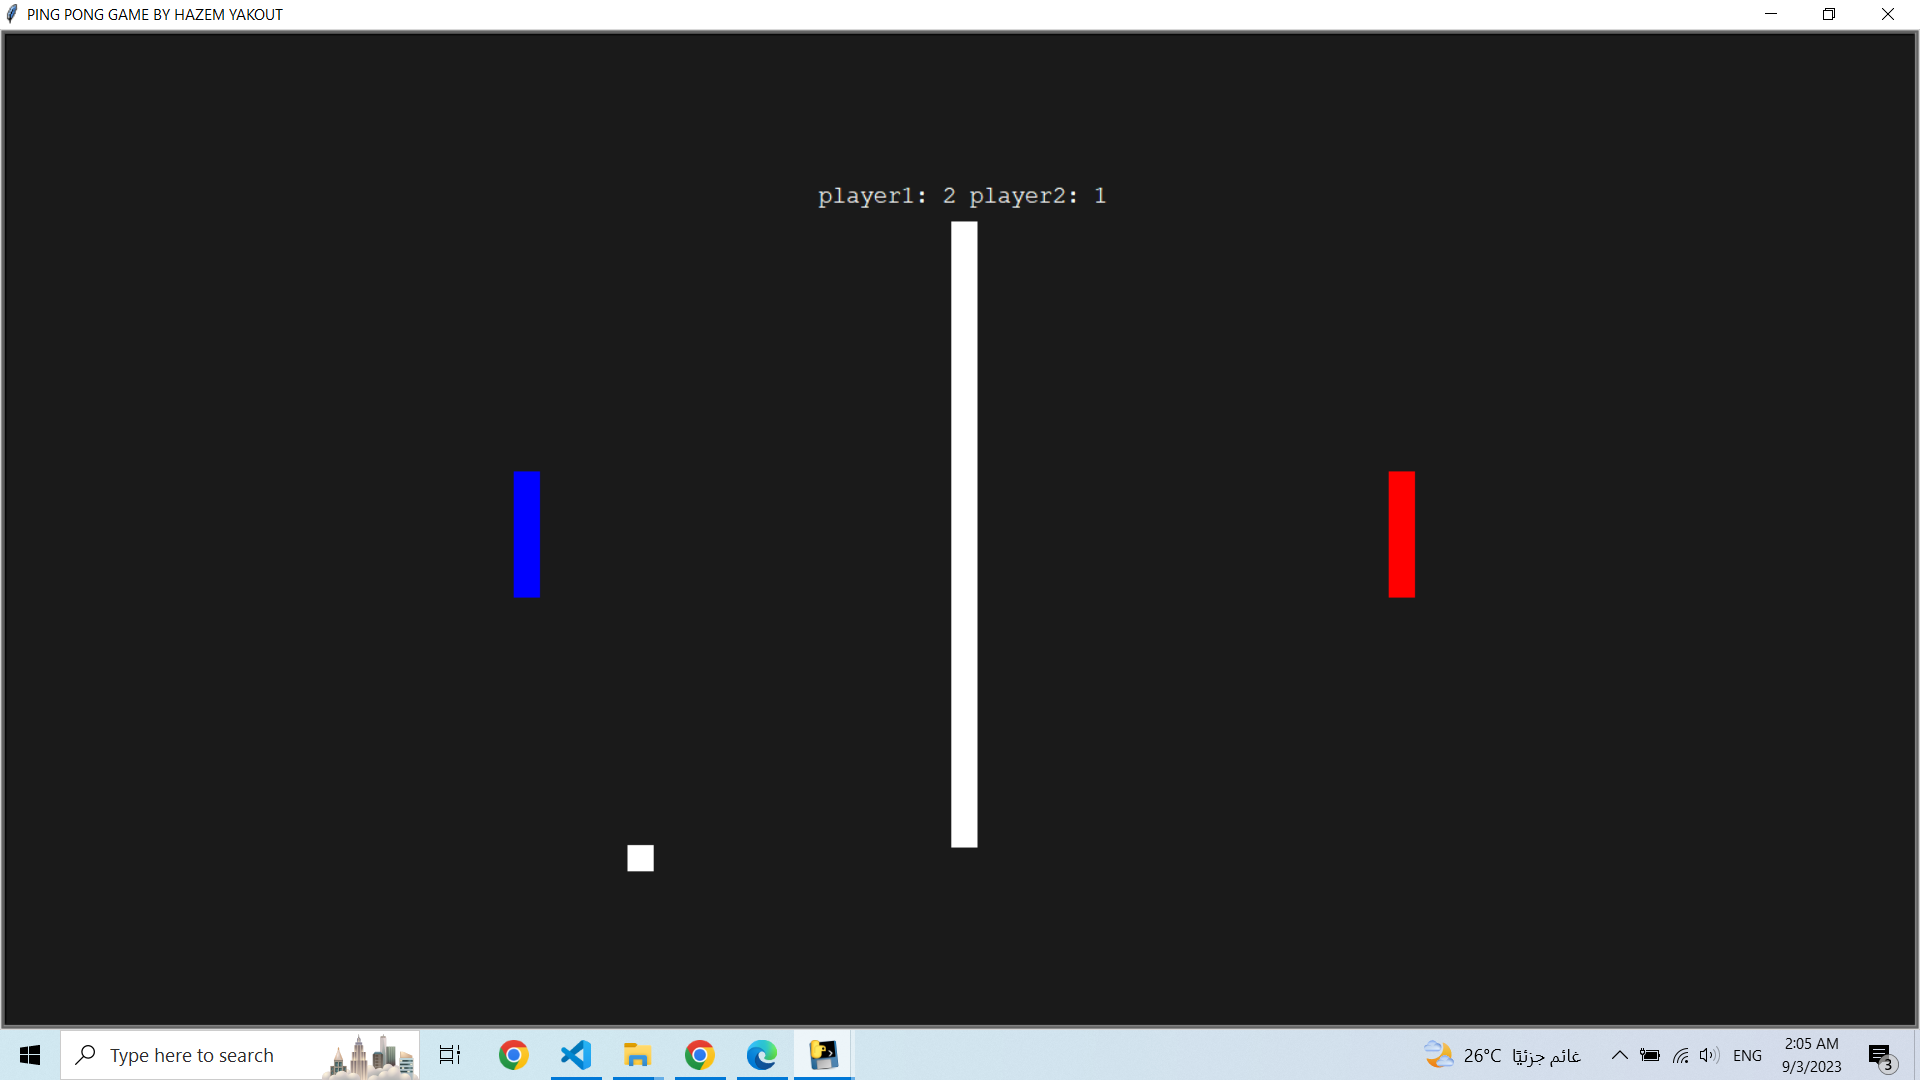 PING PONG GAME BY HAZEM YAKOUT
player1: 2 player2: 1
Type here to search
26°C غائم جزئيًا
ENG
2:05 AM
9/3/2023
3